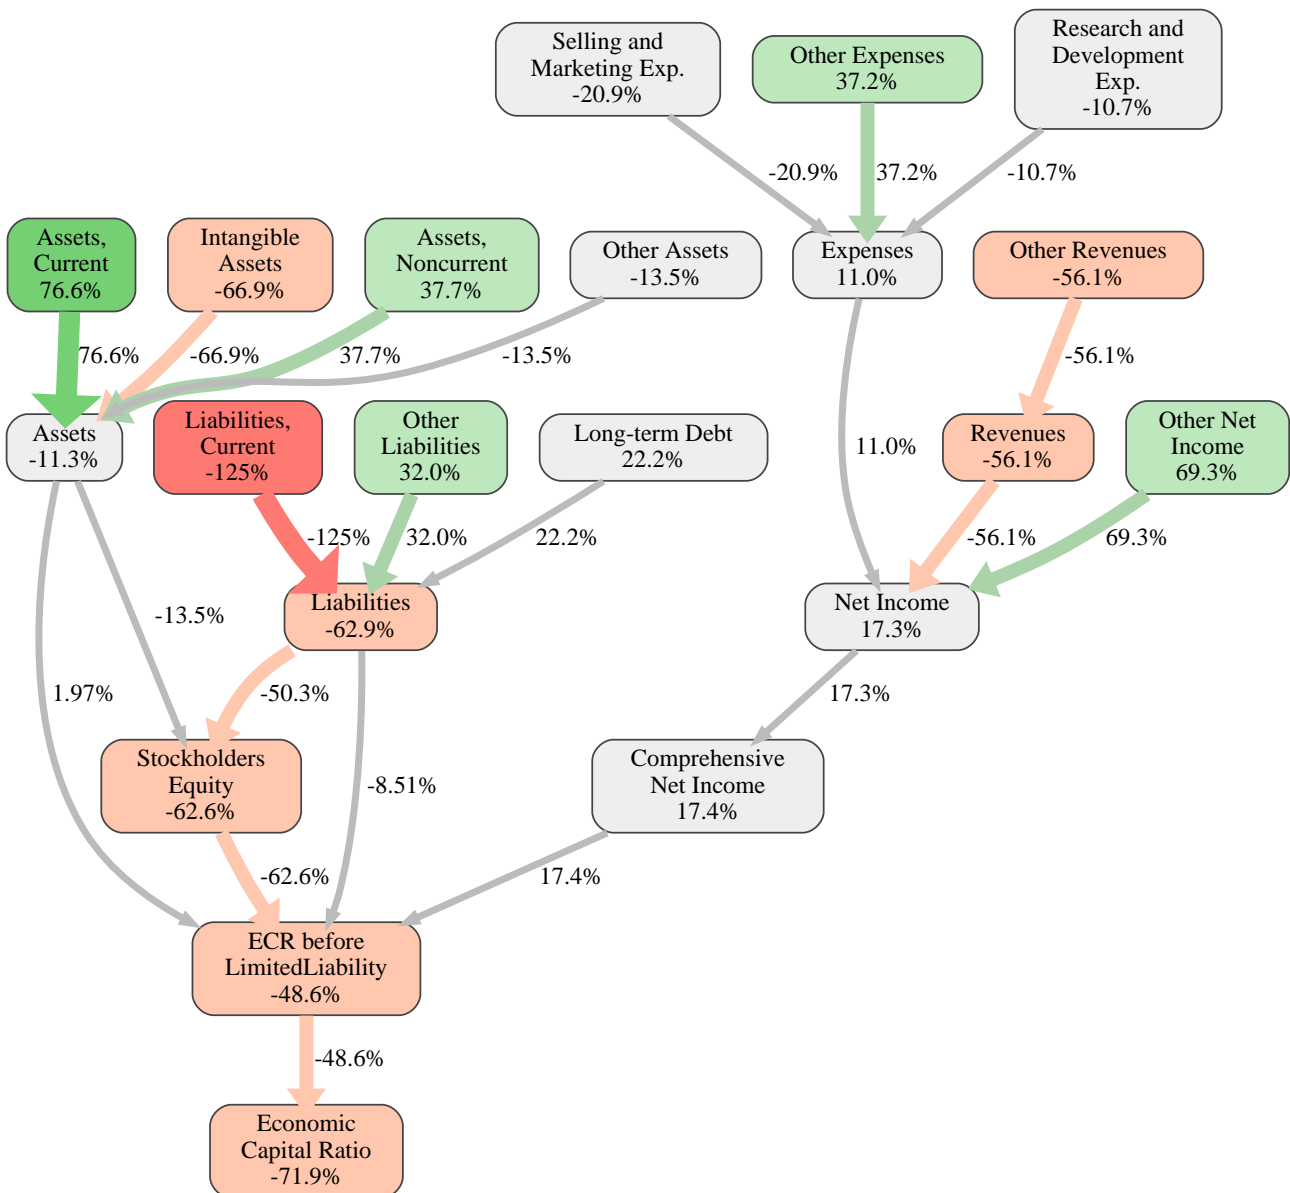 Selling and
Marketing Exp.
-20.9%
Other Expenses
37.2%
Research and
Development
Exp.
-10.7%
-20.9%
37.2%
-10.7%
Assets,
Current
76.6%
Intangible
Assets
-66.9%
Assets,
Noncurrent
37.7%
Other Assets
-13.5%
Expenses
11.0%
Other Revenues
-56.1%
76.6%
-66.9%
37.7%
-13.5%
-56.1%
Assets
-11.3%
Liabilities,
Current
-125%
Other
Liabilities
32.0%
Long-term Debt
22.2%
11.0%
Revenues
-56.1%
Other Net
Income
69.3%
-125%
32.0%
22.2%
-56.1%
69.3%
-13.5%
Liabilities
-62.9%
Net Income
17.3%
1.97%
-50.3%
17.3%
Stockholders
Equity
-62.6%
-8.51%
Comprehensive
Net Income
17.4%
-62.6%
17.4%
ECR before
LimitedLiability
-48.6%
-48.6%
Economic
Capital Ratio
-71.9%